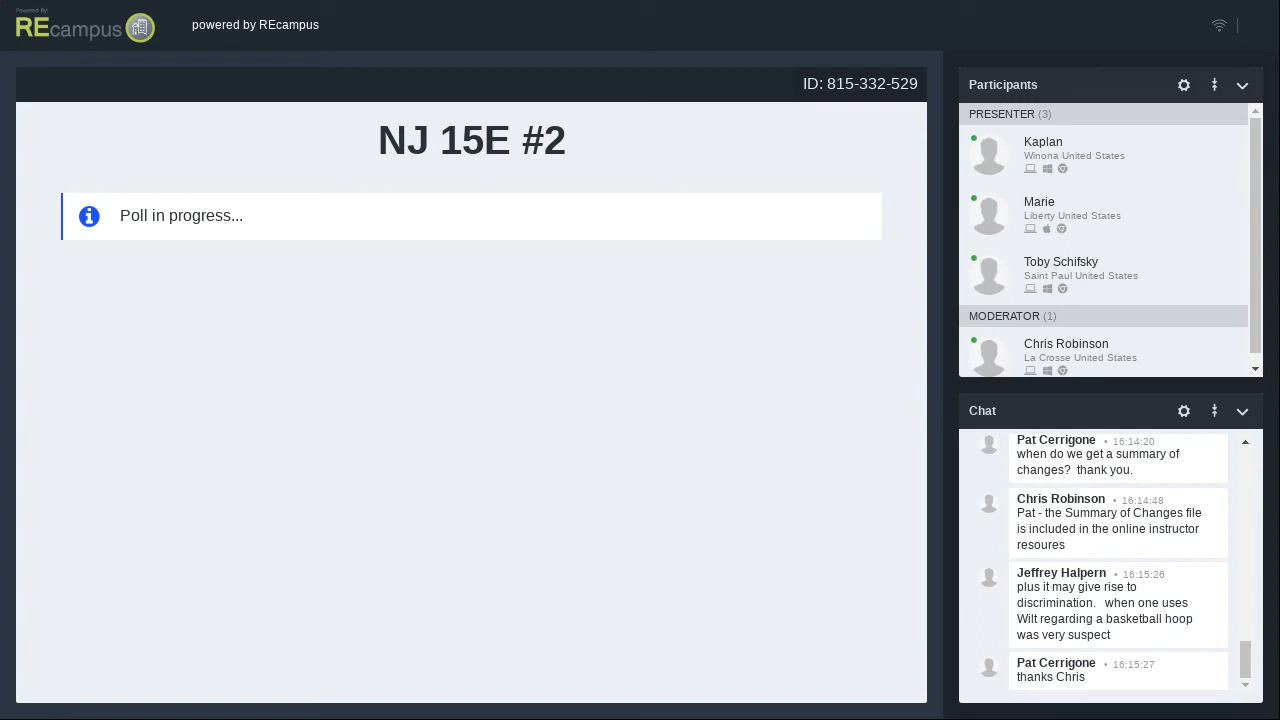 Powered By:
REcampus
powered by REcampus
ID: 815-332-529
NJ 15E #2
Poll in progress...
Participants
PRESENTER (3)
Kaplan
Winona United States
Marie
Liberty United States
Toby Schifsky
Saint Paul United States
MODERATOR (1)
Chris Robinson
La Crosse United States
Chat
Pat Cerrigone • 16:14:20
when do we get a summary of
changes?  thank you.
Chris Robinson • 16:14:48
Pat - the Summary of Changes file
is included in the online instructor
resoures
Jeffrey Halpern • 16:15:26
plus it may give rise to
discrimination.   when one uses
Wilt regarding a basketball hoop
was very suspect
Pat Cerrigone • 16:15:27
thanks Chris